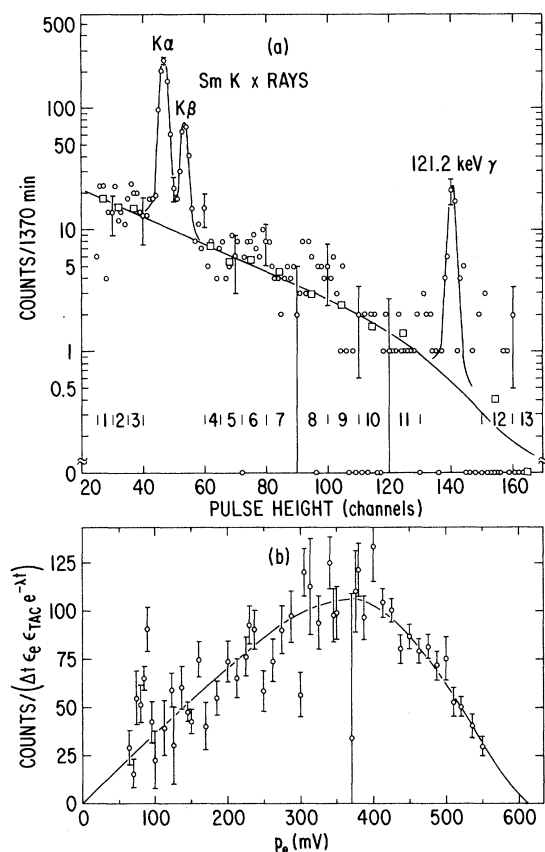 (a)
Kα
Sm K x RAYS
Kβ
121.2 keV γ
COUNTS/1370 min
500
100
50
10
5
1
0.5
0
1 2 3 4 5 6 7 8 9 10 11 12 13
20 40 60 80 100 120 140 160
PULSE HEIGHT (channels)
(b)
COUNTS/(Δt ϵe ϵTAC e-λt)
125
100
75
50
25
0
0 100 200 300 400 500 600
pe (mV)